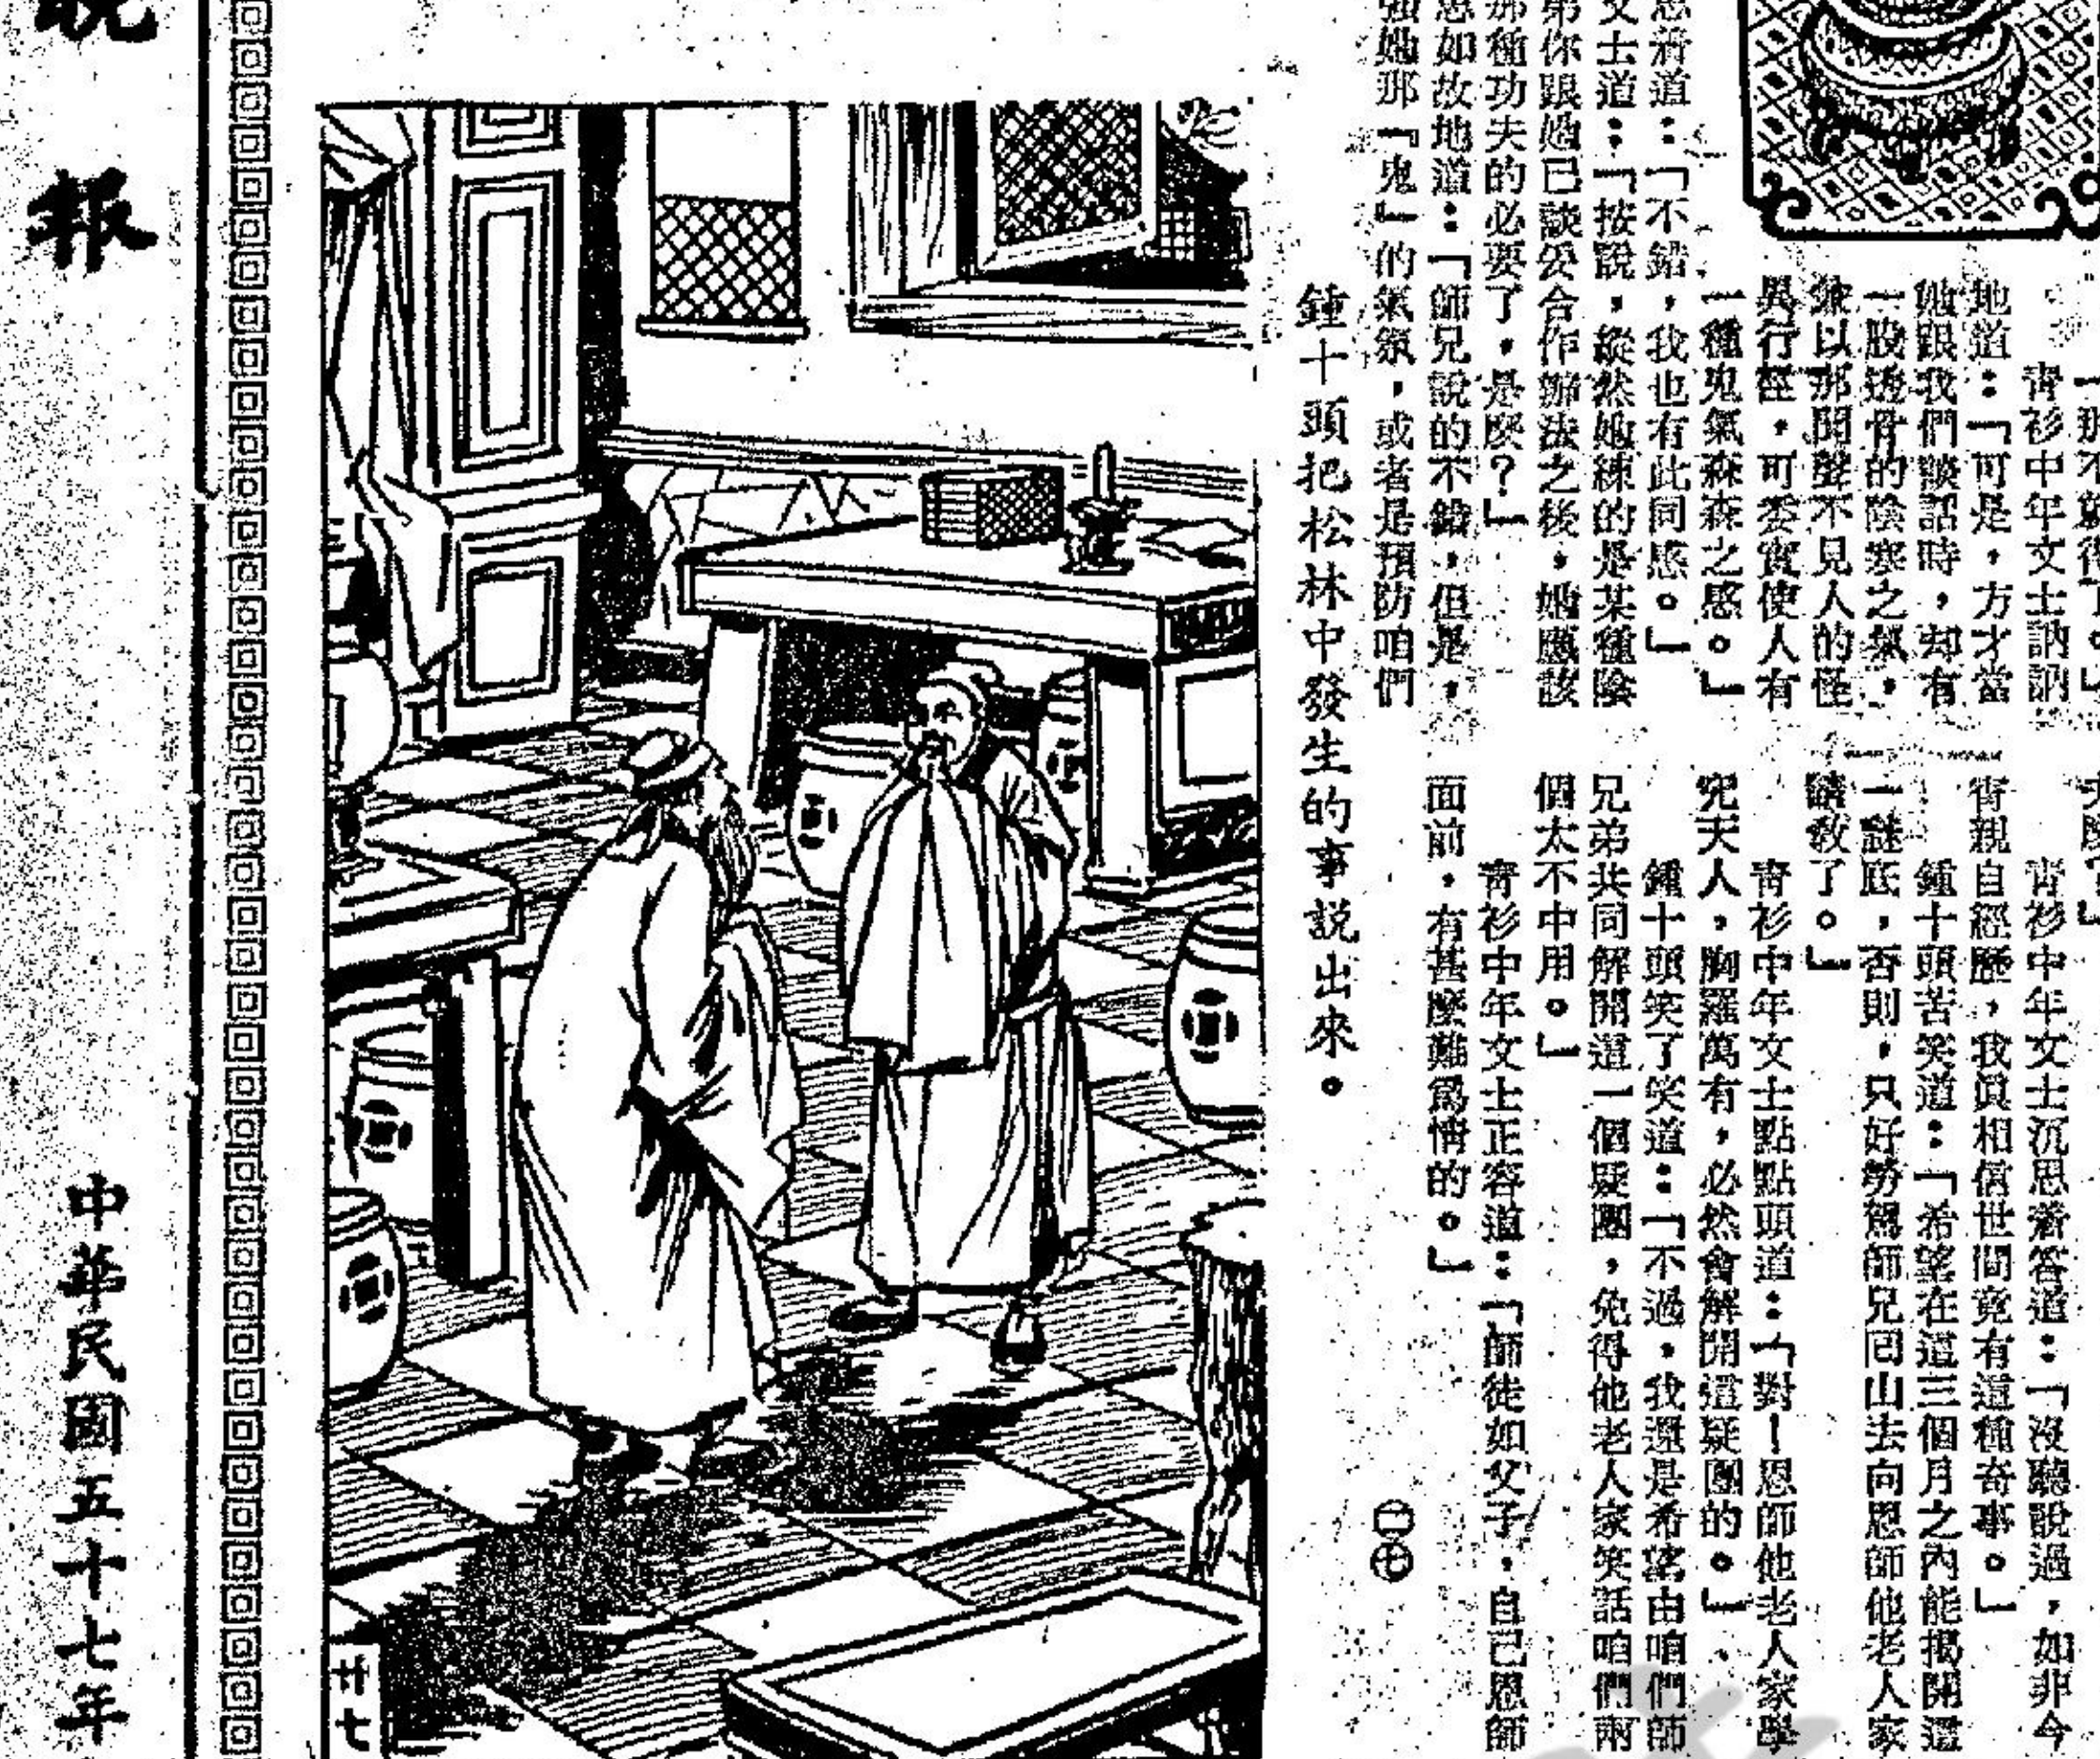 青衫中年文士訥訥
地道：「可是，方才當
她跟我們談話時，却有
一股透骨的陰寒之氣，
兼以那聞聲不見人的怪
異行徑，可委實使人有
一種鬼氣森森之感。」
思着道：「不錯，我也有此同感。」
文士道：「按說，縱然她練的是某種陰
弟你跟她已談妥合作辦法之後，她應該
那種功夫的必要了，是麽？」
思如故地道：「師兄説的不錯，但是，
強她那『鬼』的氣氛，或者是預防咱們
青衫中年文士沉思着答道：「沒聽說過，如非今
宵親自經歷，我眞相信世間竟有這種奇事。」
鍾十頭苦笑道：「希望在這三個月之內能揭開這
一謎底，否則，只好勞駕師兄囘山去向恩師他老人家
請教了。」
青衫中年文士點點頭道：「對！恩師他老人家學
究天人，胸羅萬有，必然會解開這疑團的。」
鍾十頭笑了笑道：「不過，我還是希望由咱們師
兄弟共同解開這一個疑團，免得他老人家笑話咱們兩
個太不中用。」
青衫中年文士正容道：「師徒如父子，自己恩師
面前，有甚麽難爲情的。」
㊁㊆
鍾十頭把松林中發生的事說出來。
卅七
晚報
中華民國五十七年